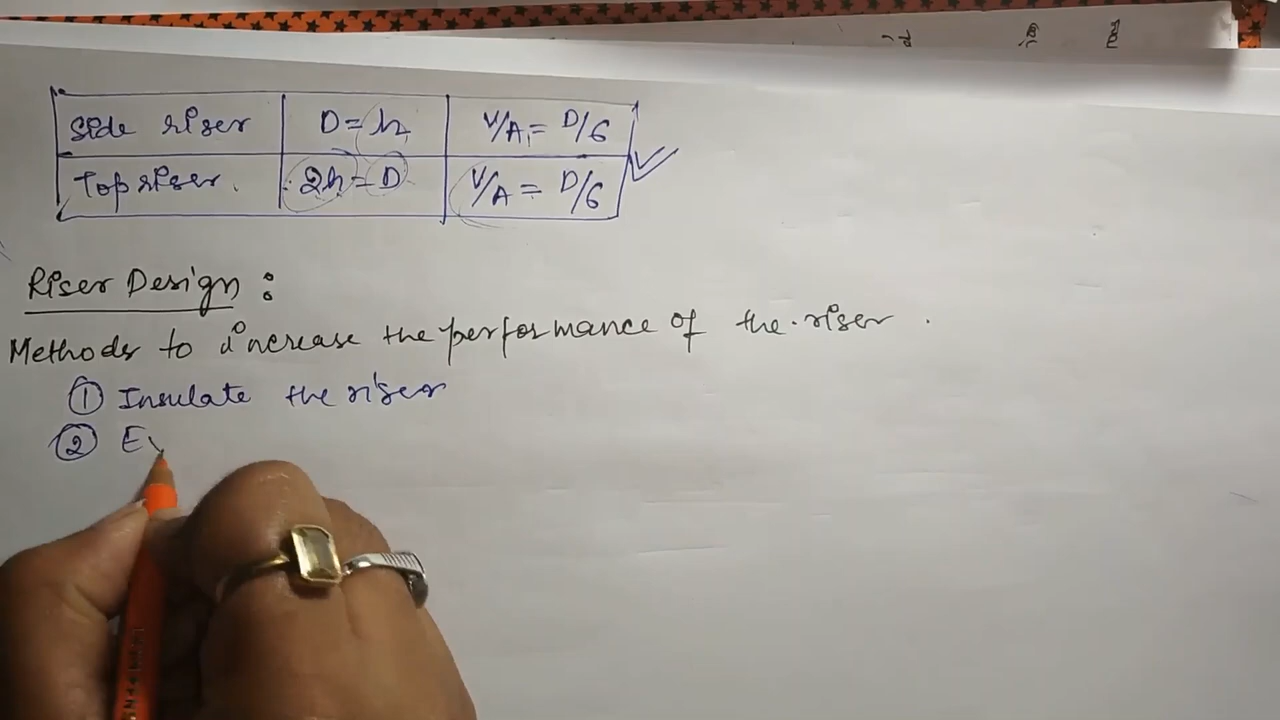 Side riser D = h V/A = D/6
Top riser. 2h = D V/A = D/6
Riser Design :
Methods to increase the performance of the riser .
① Insulate the riser
② Ex